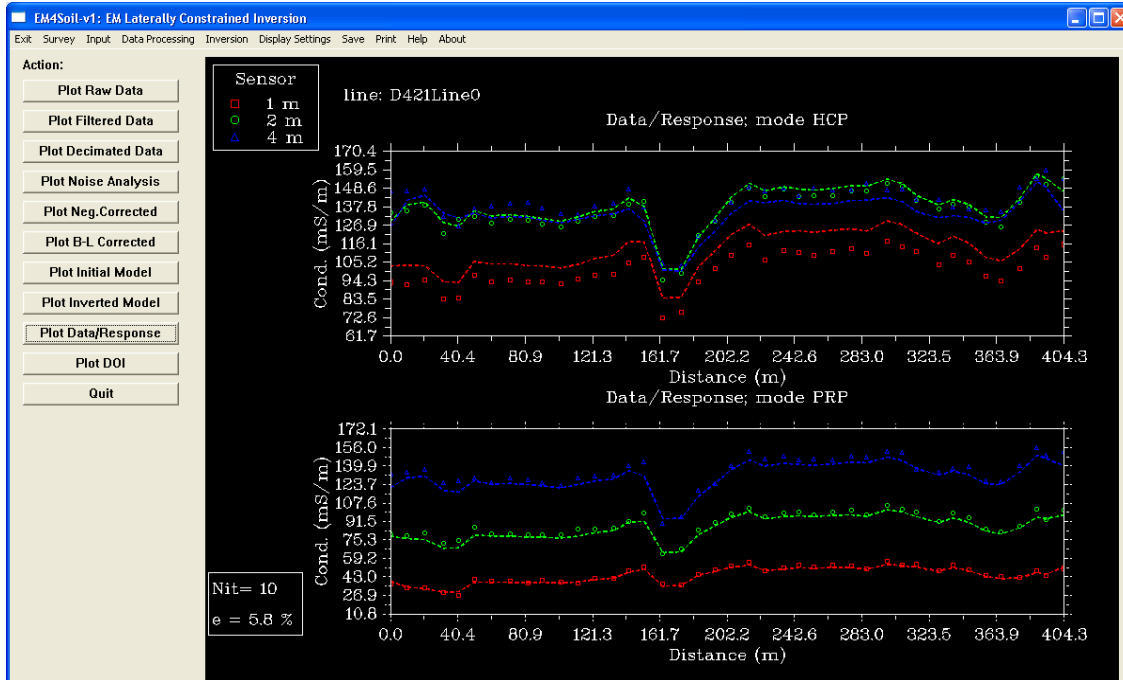 EM4Soil-v1: EM Laterally Constrained Inversion
Exit Survey Input Data Processing Inversion Display Settings Save Print Help About
Action:
Plot Raw Data
Plot Filtered Data
Plot Decimated Data
Plot Noise Analysis
Plot Neg.Corrected
Plot B-L Corrected
Plot Initial Model
Plot Inverted Model
Plot Data/Response
Plot DOI
Quit
Sensor
1 m
2 m
4 m
line: D421Line0
Data/Response; mode HCP
Cond. (mS/m)
170.4
159.5
148.6
137.8
126.9
116.1
105.2
94.3
83.5
72.6
61.7
0.0 40.4 80.9 121.3 161.7 202.2 242.6 283.0 323.5 363.9 404.3
Distance (m)
Data/Response; mode PRP
Cond. (mS/m)
172.1
156.0
139.9
123.7
107.6
91.5
75.3
59.2
43.0
26.9
10.8
0.0 40.4 80.9 121.3 161.7 202.2 242.6 283.0 323.5 363.9 404.3
Distance (m)
Nit= 10
e = 5.8 %